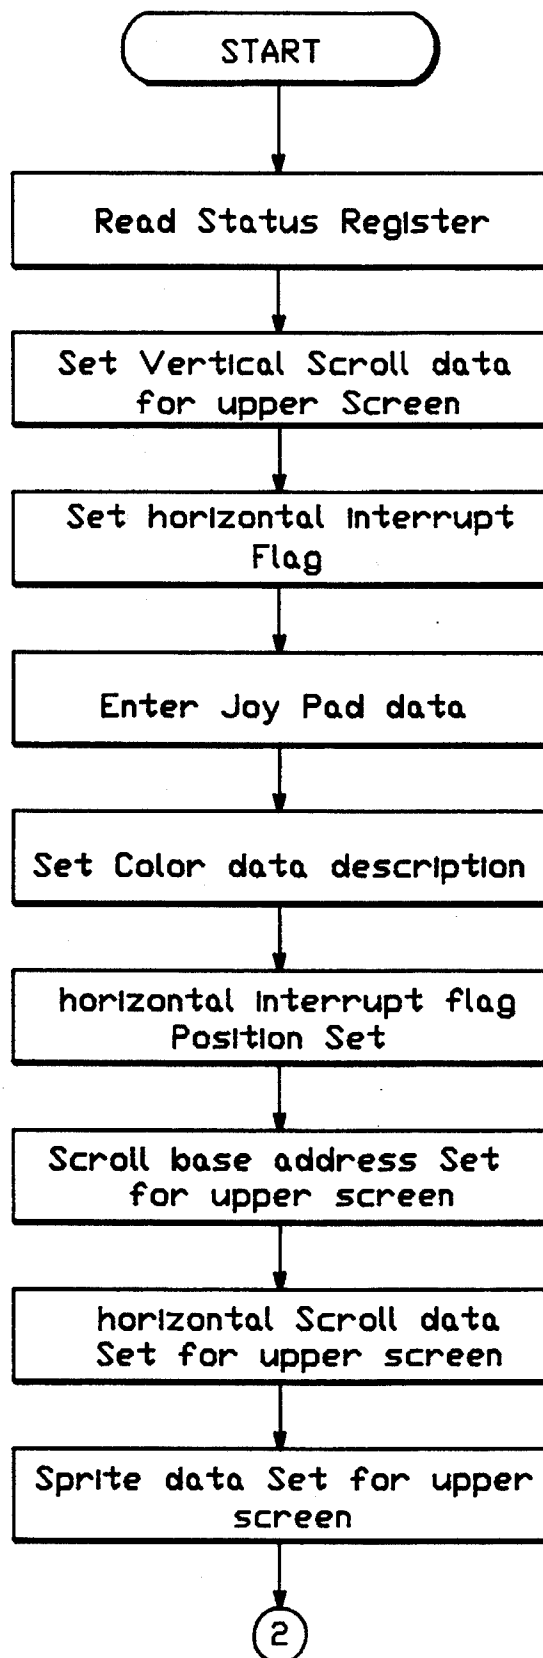 START
Read Status Register
Set Vertical Scroll data
for upper Screen
Set horizontal interrupt
Flag
Enter Joy Pad data
Set Color data description
horizontal interrupt flag
Position Set
Scroll base address Set
for upper screen
horizontal Scroll data
Set for upper screen
Sprite data Set for upper
screen
2